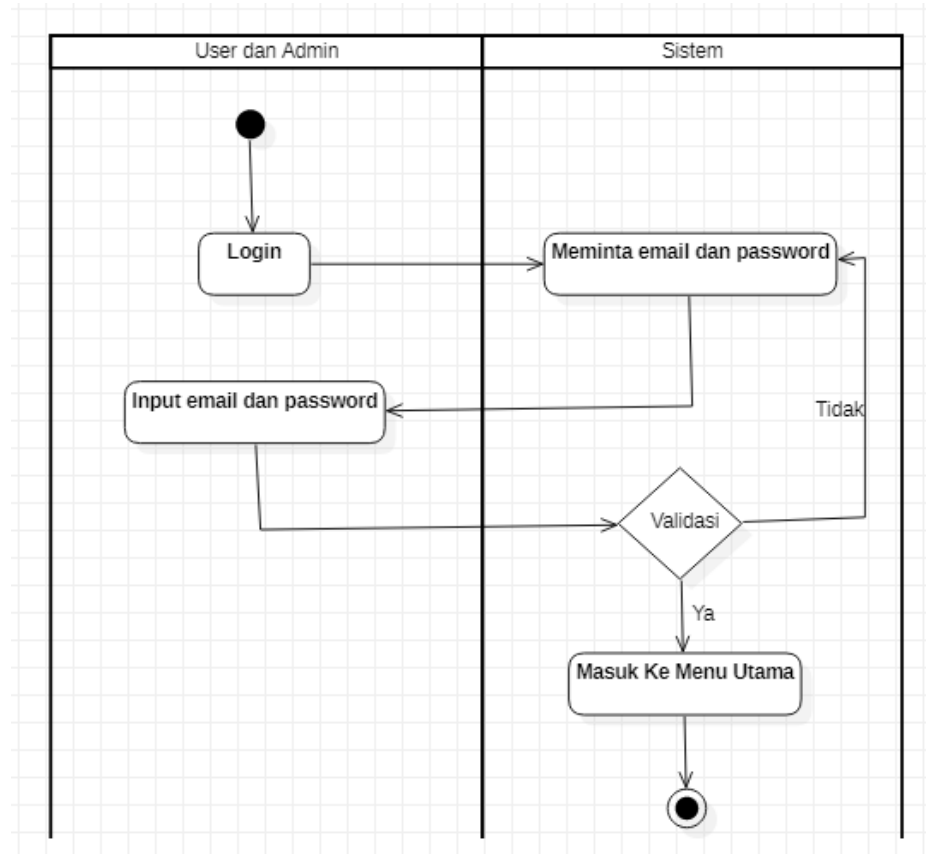 User dan Admin
Sistem
Login
Meminta email dan password
Input email dan password
Tidak
Validasi
Ya
Masuk Ke Menu Utama